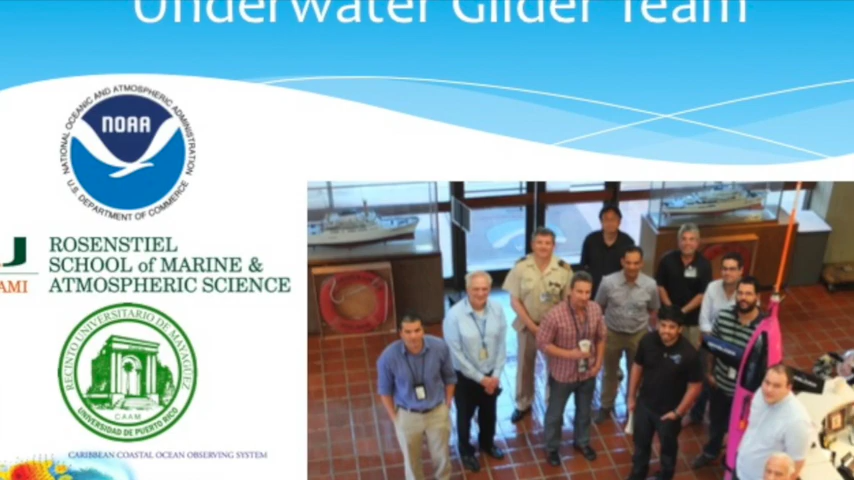 Underwater Glider Team
NATIONAL OCEANIC AND ATMOSPHERIC ADMINISTRATION
NOAA
U.S. DEPARTMENT OF COMMERCE
U
AMI
ROSENSTIEL
SCHOOL of MARINE &
ATMOSPHERIC SCIENCE
RECINTO UNIVERSITARIO DE MAYAGÜEZ
CAAM
UNIVERSIDAD DE PUERTO RICO
CARIBBEAN COASTAL OCEAN OBSERVING SYSTEM